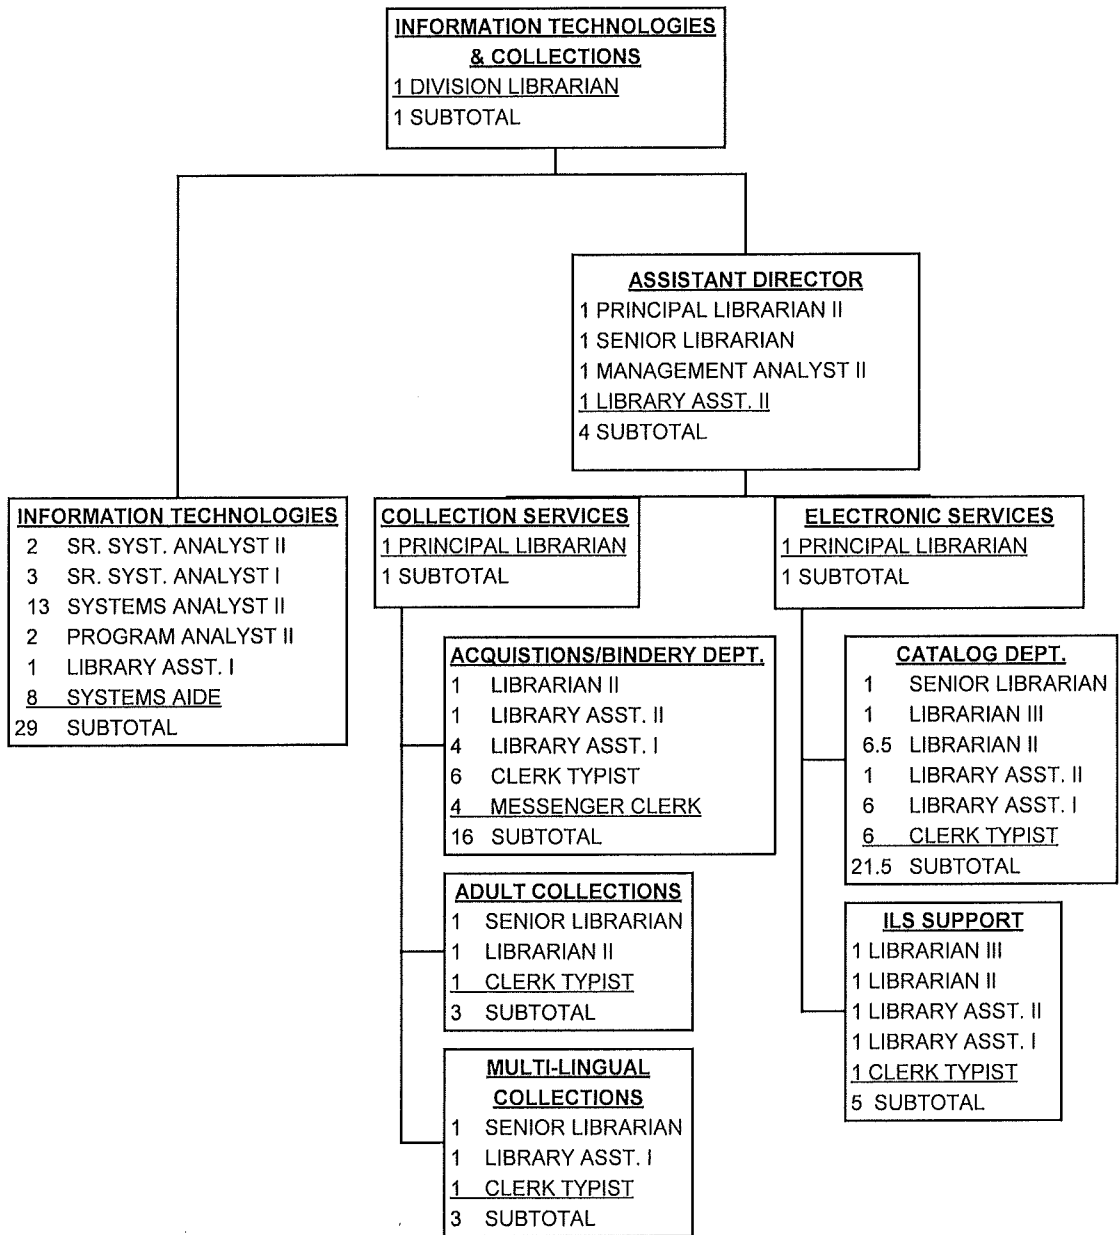 INFORMATION TECHNOLOGIES
& COLLECTIONS
1 DIVISION LIBRARIAN
1 SUBTOTAL
ASSISTANT DIRECTOR
1 PRINCIPAL LIBRARIAN II
1 SENIOR LIBRARIAN
1 MANAGEMENT ANALYST II
1 LIBRARY ASST. II
4 SUBTOTAL
INFORMATION TECHNOLOGIES
2 SR. SYST. ANALYST II
3 SR. SYST. ANALYST I
13 SYSTEMS ANALYST II
2 PROGRAM ANALYST II
1 LIBRARY ASST. I
8 SYSTEMS AIDE
29 SUBTOTAL
COLLECTION SERVICES
1 PRINCIPAL LIBRARIAN
1 SUBTOTAL
ACQUISTIONS/BINDERY DEPT.
1 LIBRARIAN II
1 LIBRARY ASST. II
4 LIBRARY ASST. I
6 CLERK TYPIST
4 MESSENGER CLERK
16 SUBTOTAL
ADULT COLLECTIONS
1 SENIOR LIBRARIAN
1 LIBRARIAN II
1 CLERK TYPIST
3 SUBTOTAL
MULTI-LINGUAL
COLLECTIONS
1 SENIOR LIBRARIAN
1 LIBRARY ASST. I
1 CLERK TYPIST
3 SUBTOTAL
ELECTRONIC SERVICES
1 PRINCIPAL LIBRARIAN
1 SUBTOTAL
CATALOG DEPT.
1 SENIOR LIBRARIAN
1 LIBRARIAN III
6.5 LIBRARIAN II
1 LIBRARY ASST. II
6 LIBRARY ASST. I
6 CLERK TYPIST
21.5 SUBTOTAL
ILS SUPPORT
1 LIBRARIAN III
1 LIBRARIAN II
1 LIBRARY ASST. II
1 LIBRARY ASST. I
1 CLERK TYPIST
5 SUBTOTAL